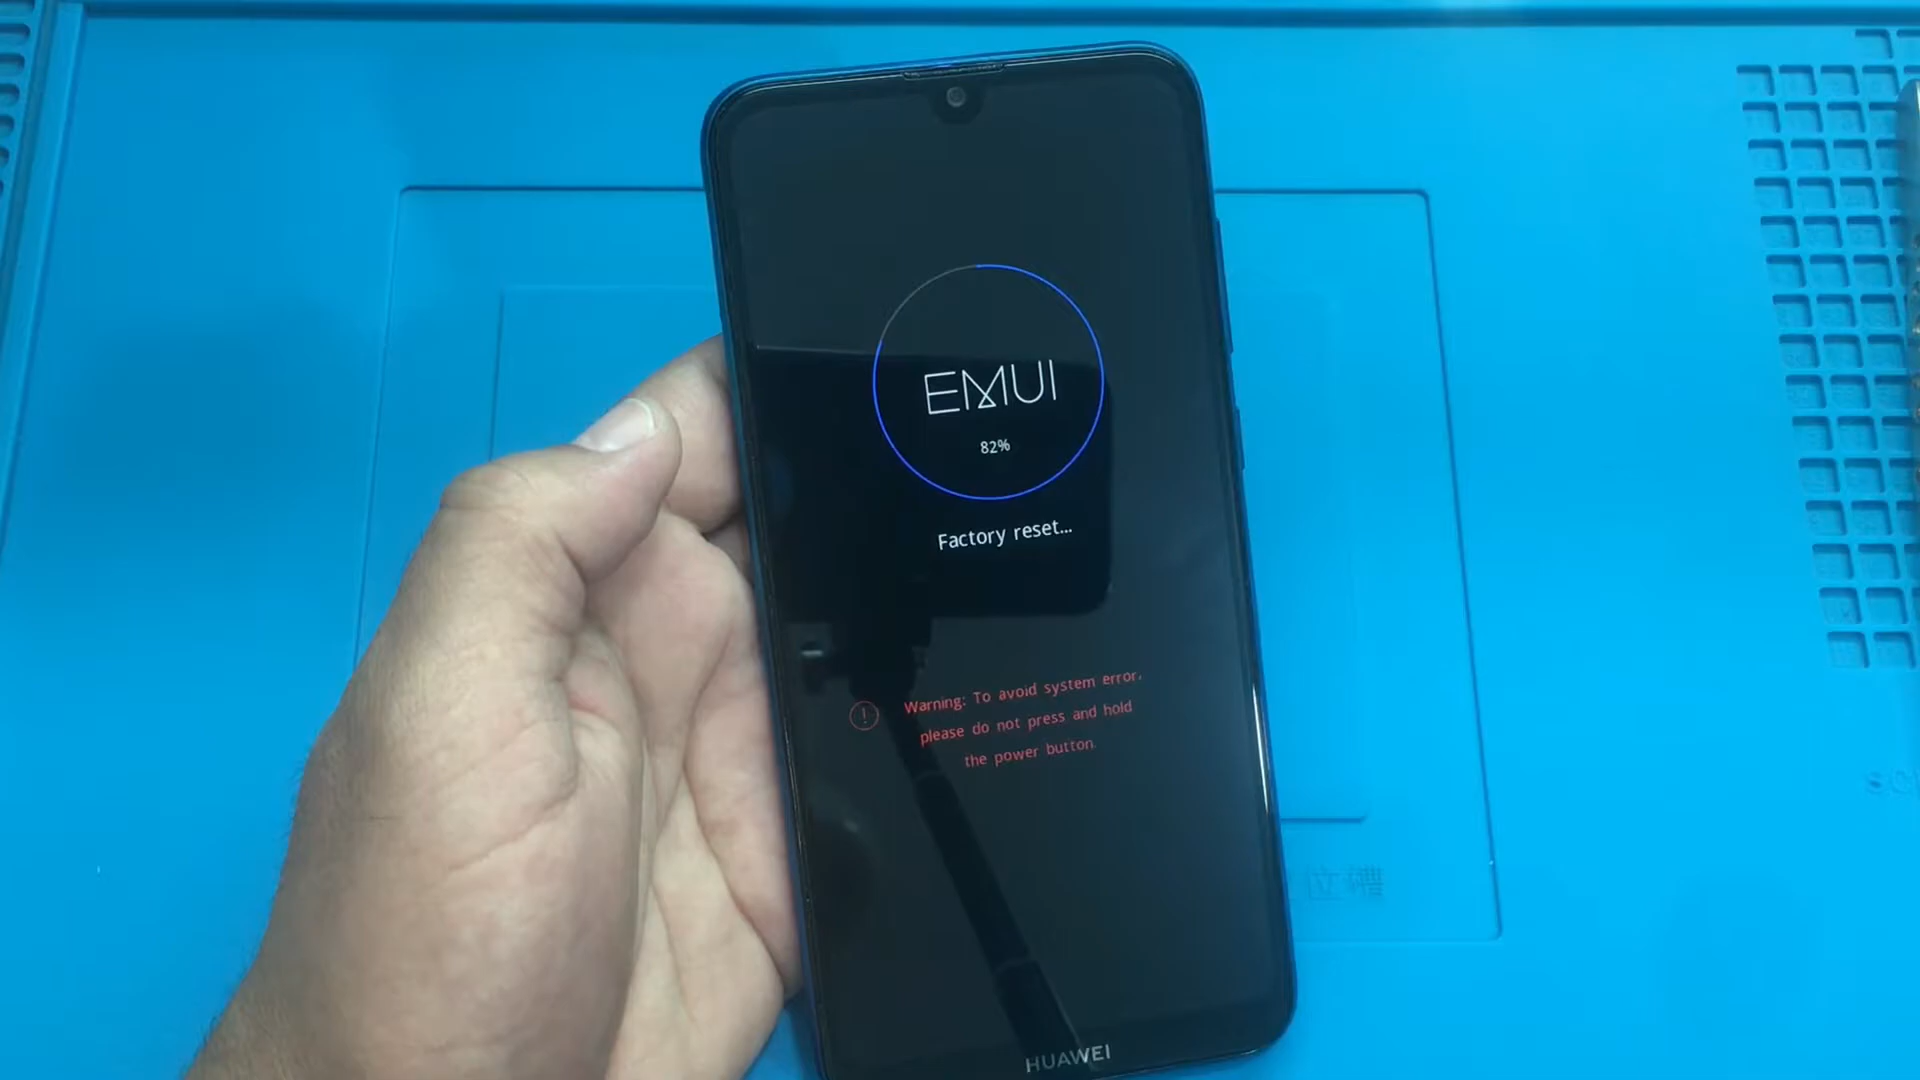 EMUI
82%
Factory reset...
Warning: To avoid system error,
please do not press and hold
the power button.
HUAWEI